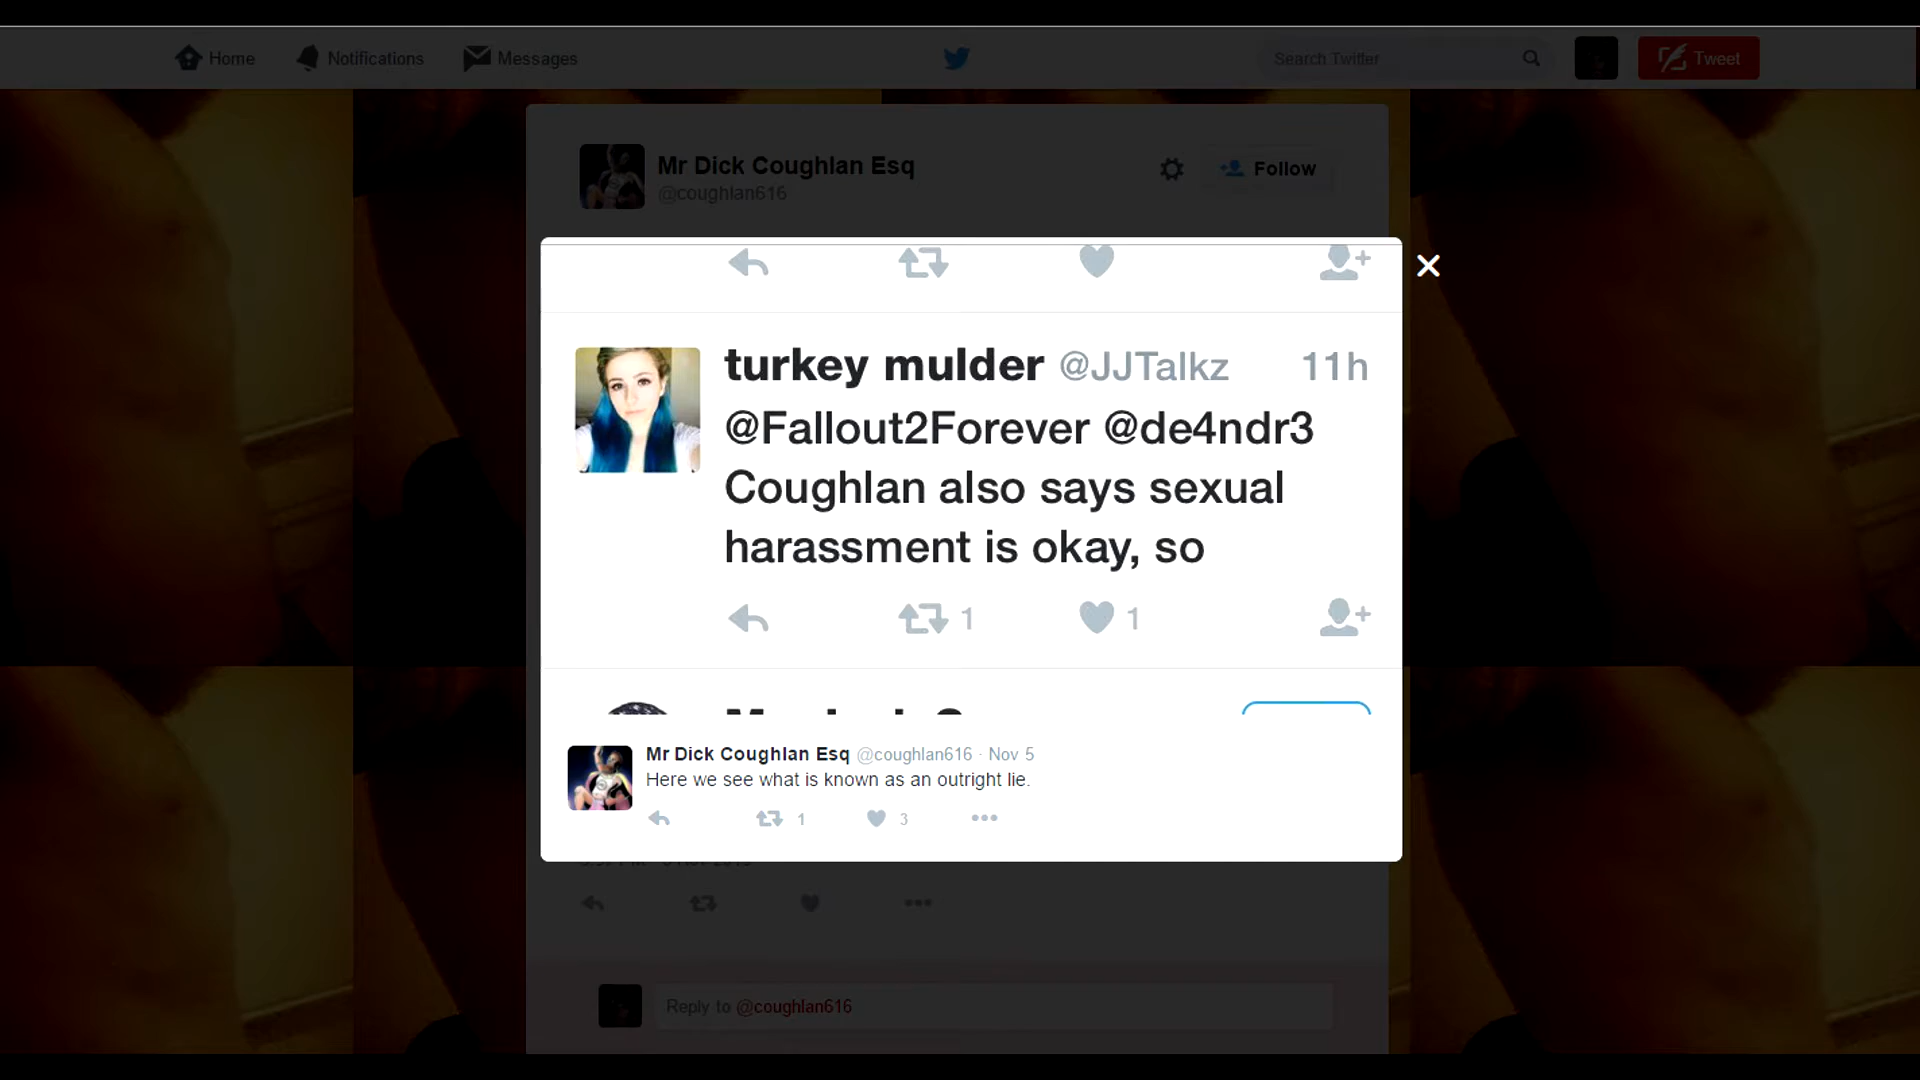 Home Notifications Messages Search Twitter Tweet
Mr Dick Coughlan Esq
@coughlan616
Follow
turkey mulder @JJTalkz 11h
@Fallout2Forever @de4ndr3
Coughlan also says sexual
harassment is okay, so
1 1
Mr Dick Coughlan Esq @coughlan616 · Nov 5
Here we see what is known as an outright lie.
1 3
Reply to @coughlan616